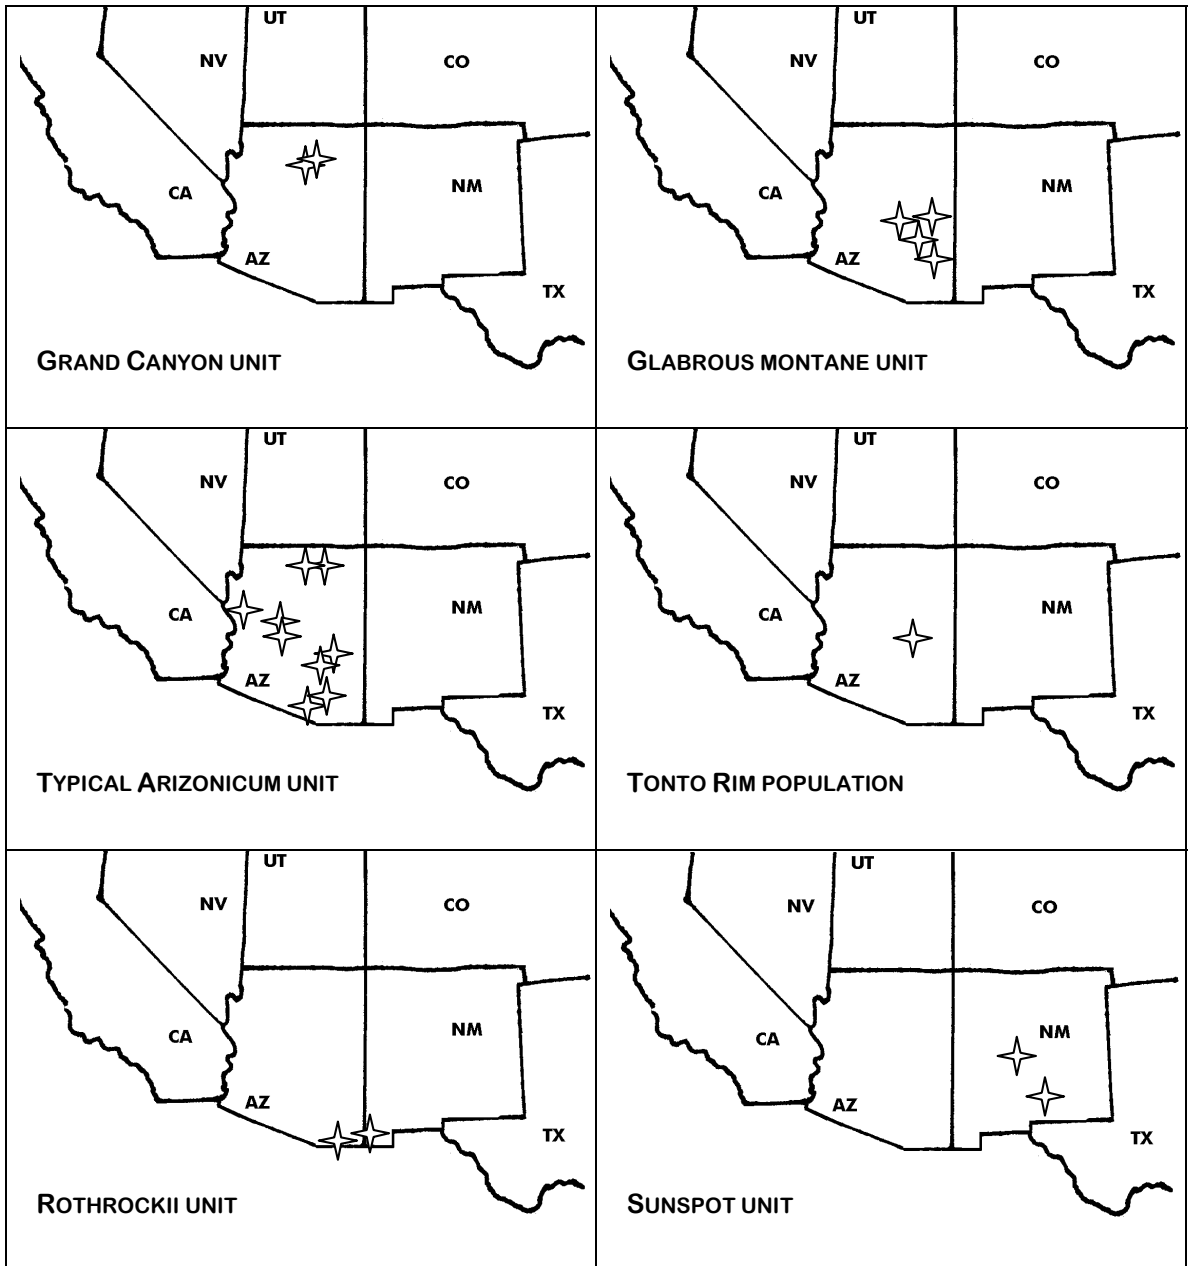 UT
NV
CO
CA
NM
AZ
TX
GRAND CANYON UNIT
UT
NV
CO
CA
NM
AZ
TX
GLABROUS MONTANE UNIT
UT
NV
CO
CA
NM
AZ
TX
TYPICAL ARIZONICUM UNIT
UT
NV
CO
CA
NM
AZ
TX
TONTO RIM POPULATION
UT
NV
CO
CA
NM
AZ
TX
ROTHROCKII UNIT
UT
NV
CO
CA
NM
AZ
TX
SUNSPOT UNIT